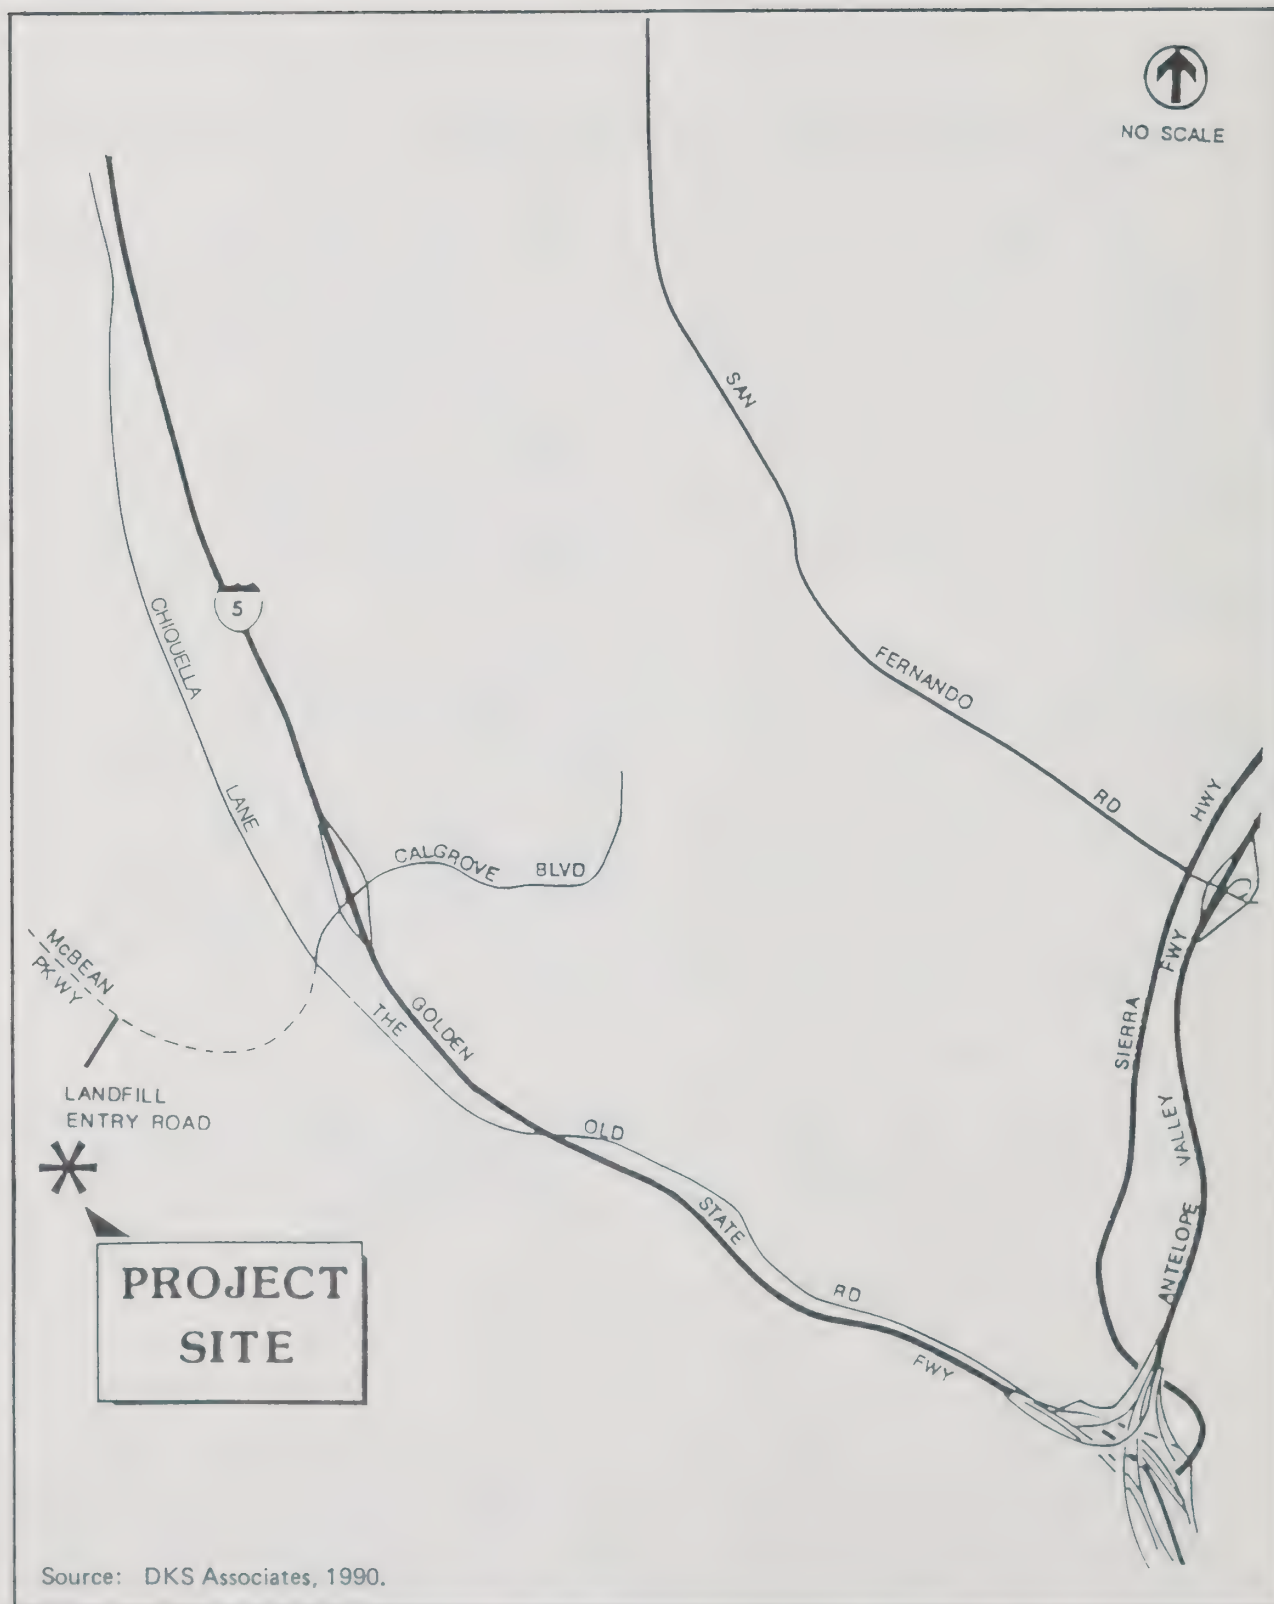 NO SCALE
SAN
FERNANDO
RD
HWY
SIERRA
FWY
VALLEY
ANTELOPE
5
CHIQUELLA
LANE
CALGROVE BLVD
McBEAN
PKWY
LANDFILL
ENTRY ROAD
THE
OLD
RD
GOLDEN
STATE
FWY
PROJECT
SITE
Source: DKS Associates, 1990.